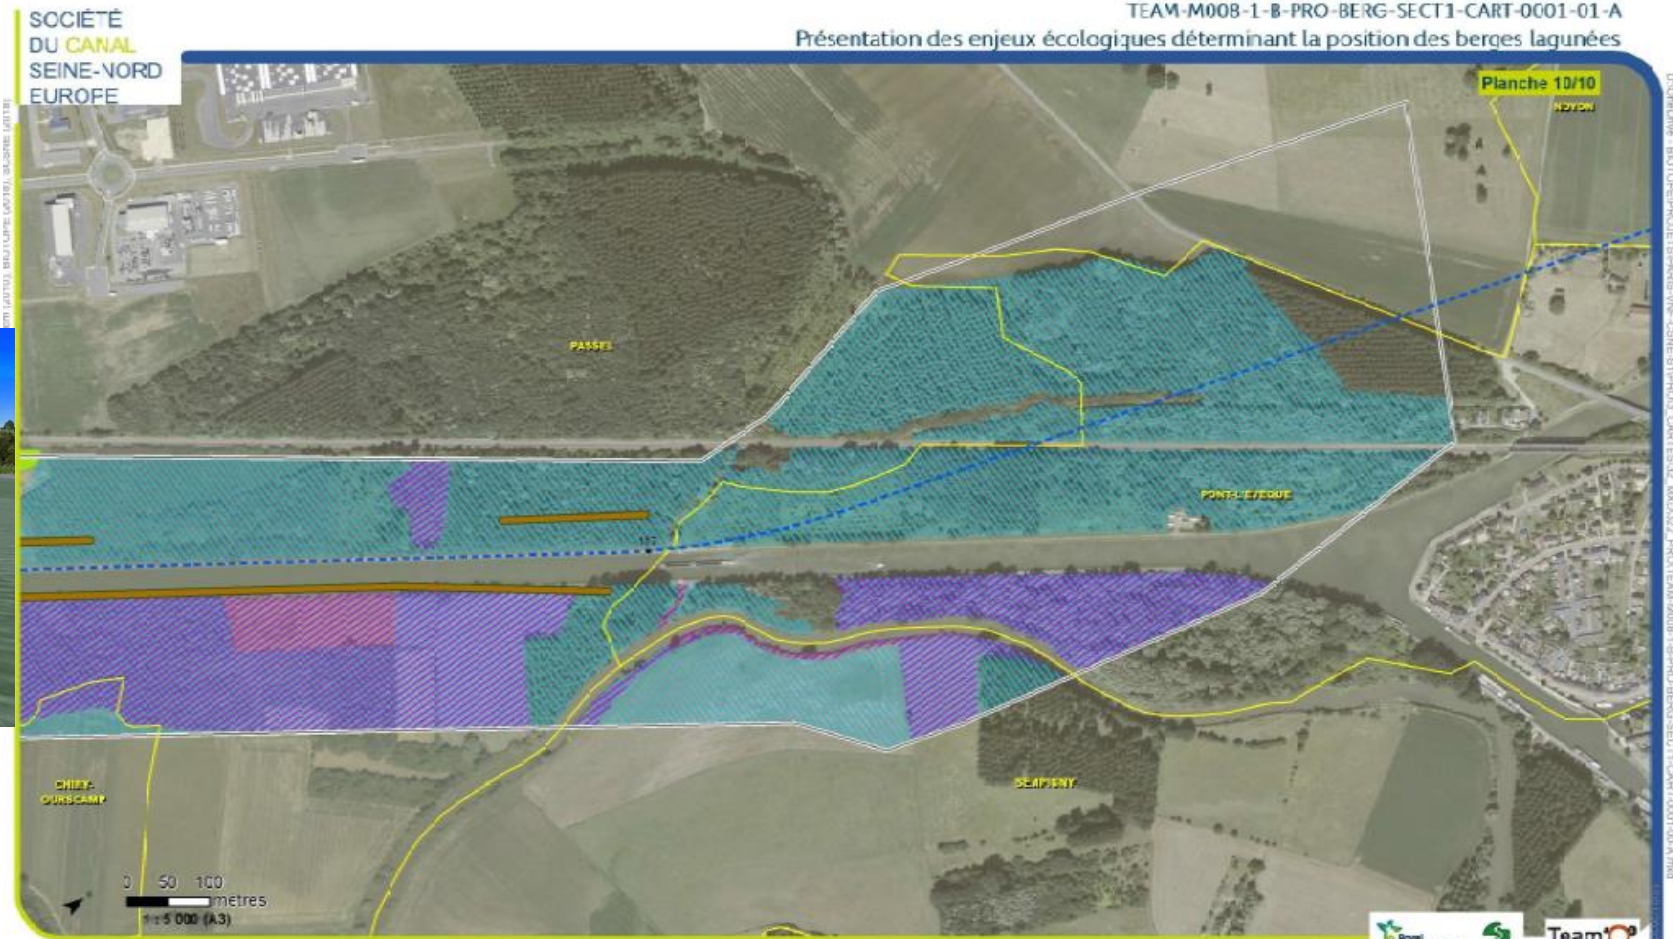 SOCIÉTÉ
DU CANAL
SEINE-NORD
EUROPE
TEAM-M00B-1-B-PRO-BERG-SECT1-CART-0001-01-A
Présentation des enjeux écologiques déterminant la position des berges lagunées
Planche 10/10
NOYON
PASSEL
PONT-L'EVEQUE
CHIRY-
OURSCAMP
SEMPIGNY
0 50 100
metres
1 : 5 000 (A3)
Team